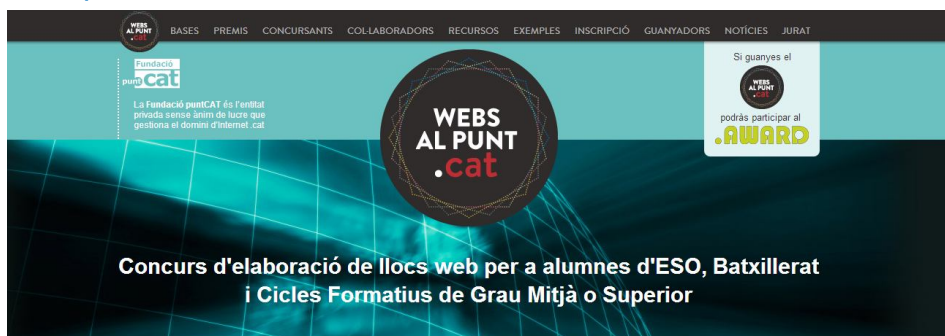 WEBS
AL PUNT
.cat
BASES PREMIS CONCURSANTS COL·LABORADORS RECURSOS EXEMPLES INSCRIPCIÓ GUANYADORS NOTÍCIES JURAT
Fundació
punt.cat
La Fundació puntCAT és l'entitat
privada sense ànim de lucre que
gestiona el domini d'Internet .cat
WEBS
AL PUNT
.cat
Si guanyes el
WEBS
AL PUNT
.cat
podràs participar al
.AWARD
Concurs d'elaboració de llocs web per a alumnes d'ESO, Batxillerat
i Cicles Formatius de Grau Mitjà o Superior